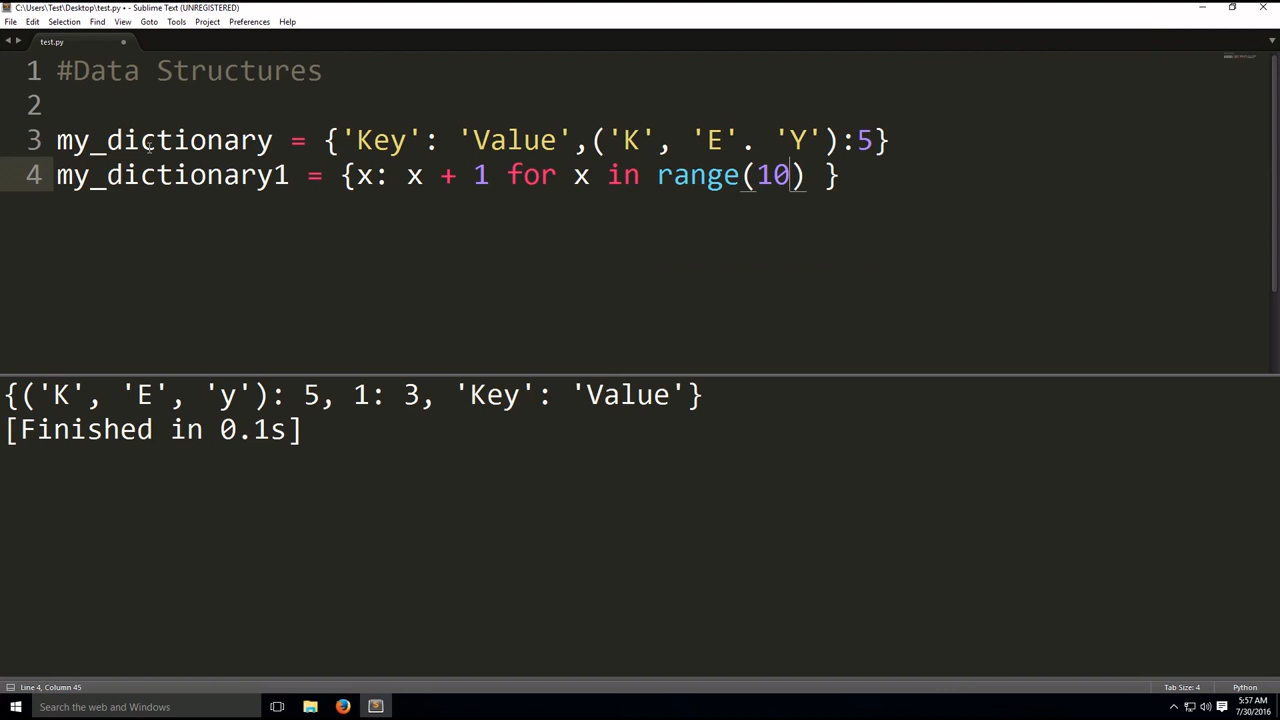 C:\Users\Test\Desktop\test.py • - Sublime Text (UNREGISTERED)
File Edit Selection Find View Goto Tools Project Preferences Help
test.py
1 #Data Structures
2
3 my_dictionary = {'Key': 'Value',('K', 'E'. 'Y'):5}
4 my_dictionary1 = {x: x + 1 for x in range(10) }
{('K', 'E', 'y'): 5, 1: 3, 'Key': 'Value'}
[Finished in 0.1s]
Line 4, Column 45 Tab Size: 4 Python
Search the web and Windows
5:57 AM
7/30/2016